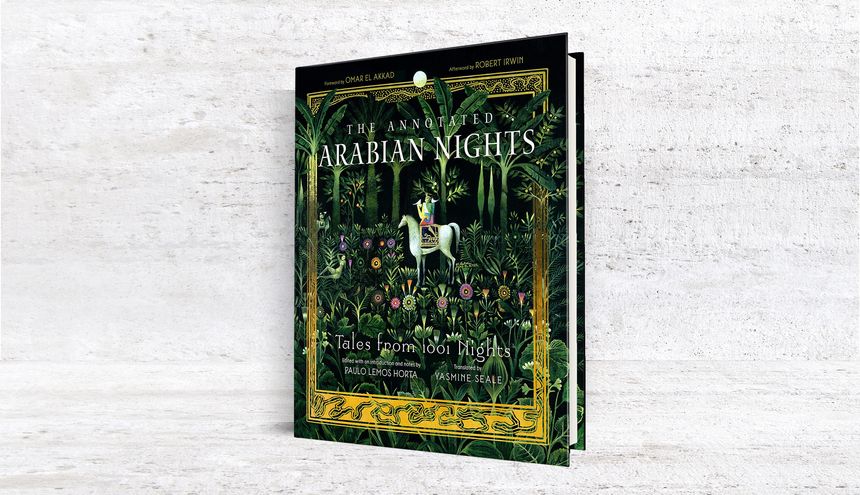 Foreword by OMAR EL AKKAD
Afterword by ROBERT IRWIN
THE ANNOTATED
ARABIAN NIGHTS
Tales from 1001 Nights
Edited with an introduction and notes by
PAULO LEMOS HORTA
Translated by
YASMINE SEALE